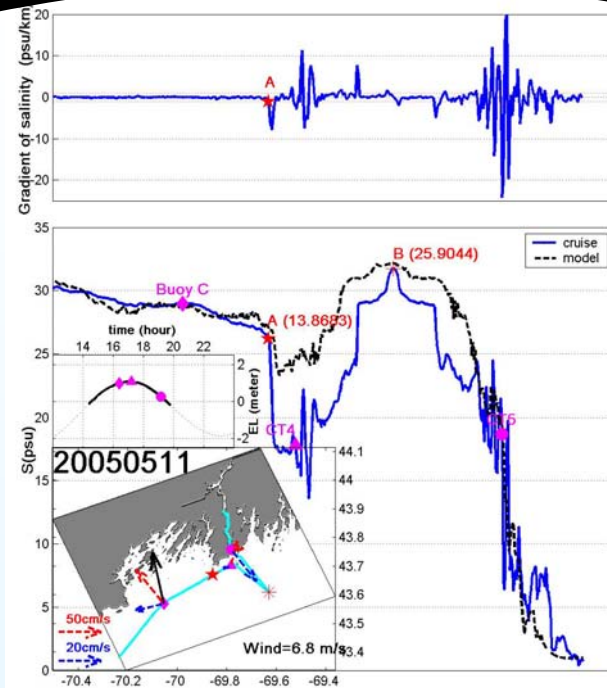 Gradient of salinity (psu/km)
20
10
0
-10
-20
A
35
30
25
20
15
10
5
0
S(psu)
B (25.9044)
cruise
model
Buoy C
A (13.8683)
time (hour)
14 16 18 20 22
2
0
-2
EL (meter)
CT4
T5
20050511
44.1
44
43.9
43.8
43.7
43.6
43.5
43.4
50cm/s
20cm/s
Wind=6.8 m/s
-70.4 -70.2 -70 -69.8 -69.6 -69.4